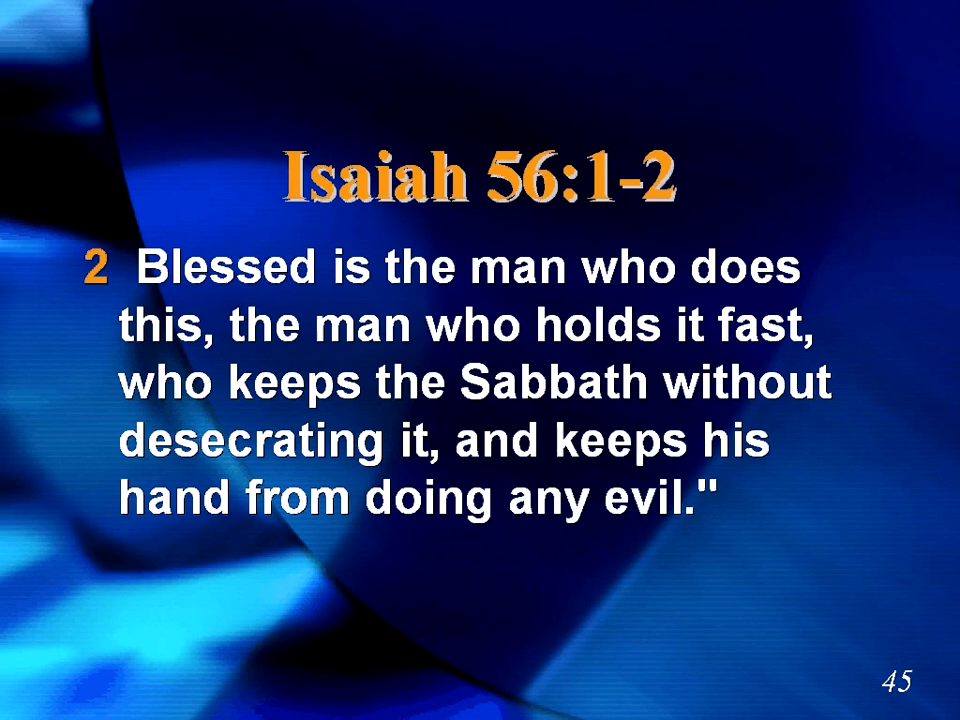 Isaiah 56:1-2
2 Blessed is the man who does
this, the man who holds it fast,
who keeps the Sabbath without
desecrating it, and keeps his
hand from doing any evil."
45